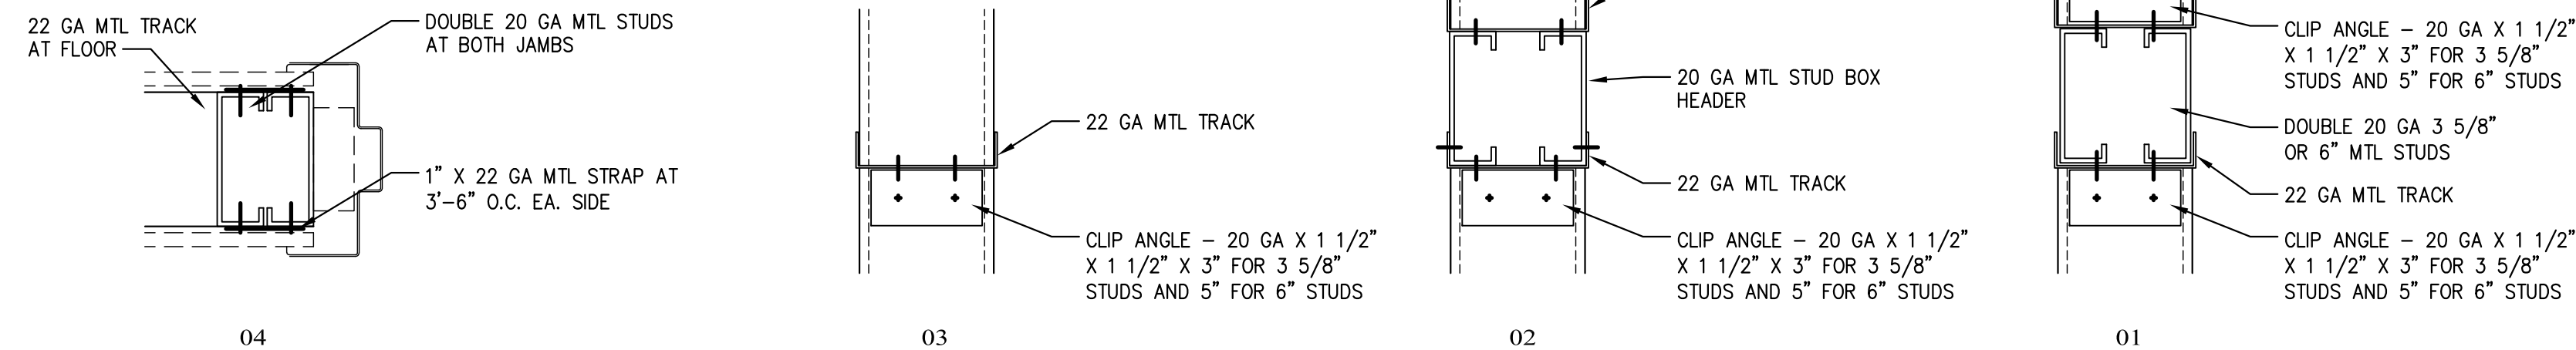 22 GA MTL TRACK
AT FLOOR
DOUBLE 20 GA MTL STUDS
AT BOTH JAMBS
1” X 22 GA MTL STRAP AT
3’-6” O.C. EA. SIDE
04
22 GA MTL TRACK
CLIP ANGLE – 20 GA X 1 1/2”
X 1 1/2” X 3” FOR 3 5/8”
STUDS AND 5” FOR 6” STUDS
03
20 GA MTL STUD BOX
HEADER
22 GA MTL TRACK
CLIP ANGLE – 20 GA X 1 1/2”
X 1 1/2” X 3” FOR 3 5/8”
STUDS AND 5” FOR 6” STUDS
02
CLIP ANGLE – 20 GA X 1 1/2”
X 1 1/2” X 3” FOR 3 5/8”
STUDS AND 5” FOR 6” STUDS
DOUBLE 20 GA 3 5/8”
OR 6” MTL STUDS
22 GA MTL TRACK
CLIP ANGLE – 20 GA X 1 1/2”
X 1 1/2” X 3” FOR 3 5/8”
STUDS AND 5” FOR 6” STUDS
01